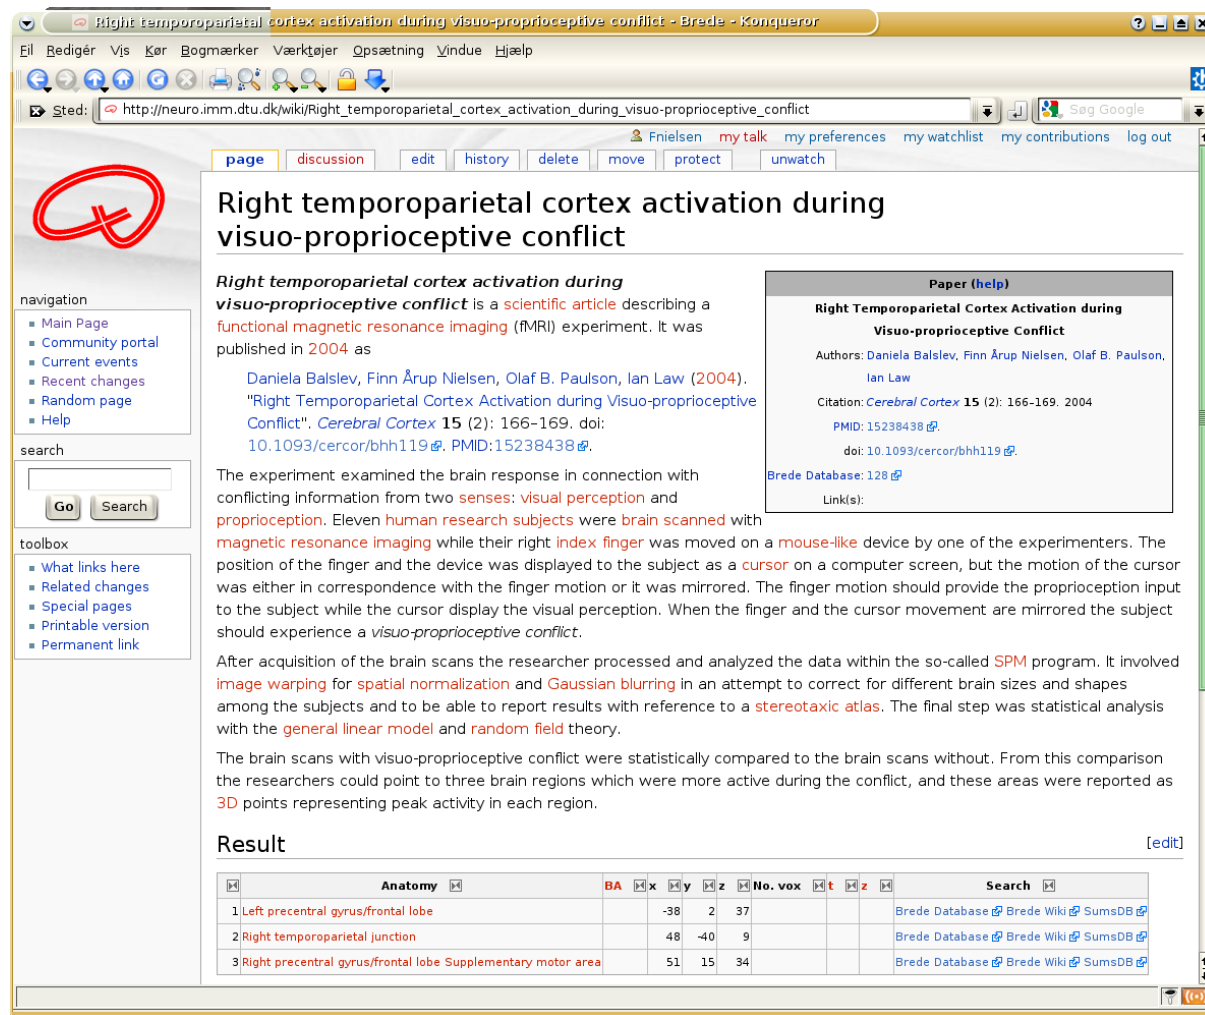 Right temporoparietal cortex activation during visuo-proprioceptive conflict - Brede - Konqueror
Fil Redigér Vis Kør Bogmærker Værktøjer Opsætning Vindue Hjælp
Sted: http://neuro.imm.dtu.dk/wiki/Right_temporoparietal_cortex_activation_during_visuo-proprioceptive_conflict Søg Google
Fnielsen my talk my preferences my watchlist my contributions log out
page discussion edit history delete move protect unwatch
Right temporoparietal cortex activation during
visuo-proprioceptive conflict
navigation
Main Page
Community portal
Current events
Recent changes
Random page
Help
search
Go Search
toolbox
What links here
Related changes
Special pages
Printable version
Permanent link
Right temporoparietal cortex activation during
visuo-proprioceptive conflict is a scientific article describing a
functional magnetic resonance imaging (fMRI) experiment. It was
published in 2004 as
Daniela Balslev, Finn Årup Nielsen, Olaf B. Paulson, Ian Law (2004).
"Right Temporoparietal Cortex Activation during Visuo-proprioceptive
Conflict". Cerebral Cortex 15 (2): 166–169. doi:
10.1093/cercor/bhh119. PMID:15238438.
Paper (help)
Right Temporoparietal Cortex Activation during
Visuo-proprioceptive Conflict
Authors: Daniela Balslev, Finn Årup Nielsen, Olaf B. Paulson,
Ian Law
Citation: Cerebral Cortex 15 (2): 166–169. 2004
PMID: 15238438.
doi: 10.1093/cercor/bhh119.
Brede Database: 128
Link(s):
The experiment examined the brain response in connection with
conflicting information from two senses: visual perception and
proprioception. Eleven human research subjects were brain scanned with
magnetic resonance imaging while their right index finger was moved on a mouse-like device by one of the experimenters. The
position of the finger and the device was displayed to the subject as a cursor on a computer screen, but the motion of the cursor
was either in correspondence with the finger motion or it was mirrored. The finger motion should provide the proprioception input
to the subject while the cursor display the visual perception. When the finger and the cursor movement are mirrored the subject
should experience a visuo-proprioceptive conflict.
After acquisition of the brain scans the researcher processed and analyzed the data within the so-called SPM program. It involved
image warping for spatial normalization and Gaussian blurring in an attempt to correct for different brain sizes and shapes
among the subjects and to be able to report results with reference to a stereotaxic atlas. The final step was statistical analysis
with the general linear model and random field theory.
The brain scans with visuo-proprioceptive conflict were statistically compared to the brain scans without. From this comparison
the researchers could point to three brain regions which were more active during the conflict, and these areas were reported as
3D points representing peak activity in each region.
Result [edit]
Anatomy BA x y z No. vox t z Search
1 Left precentral gyrus/frontal lobe -38 2 37 Brede Database Brede Wiki SumsDB
2 Right temporoparietal junction 48 -40 9 Brede Database Brede Wiki SumsDB
3 Right precentral gyrus/frontal lobe Supplementary motor area 51 15 34 Brede Database Brede Wiki SumsDB